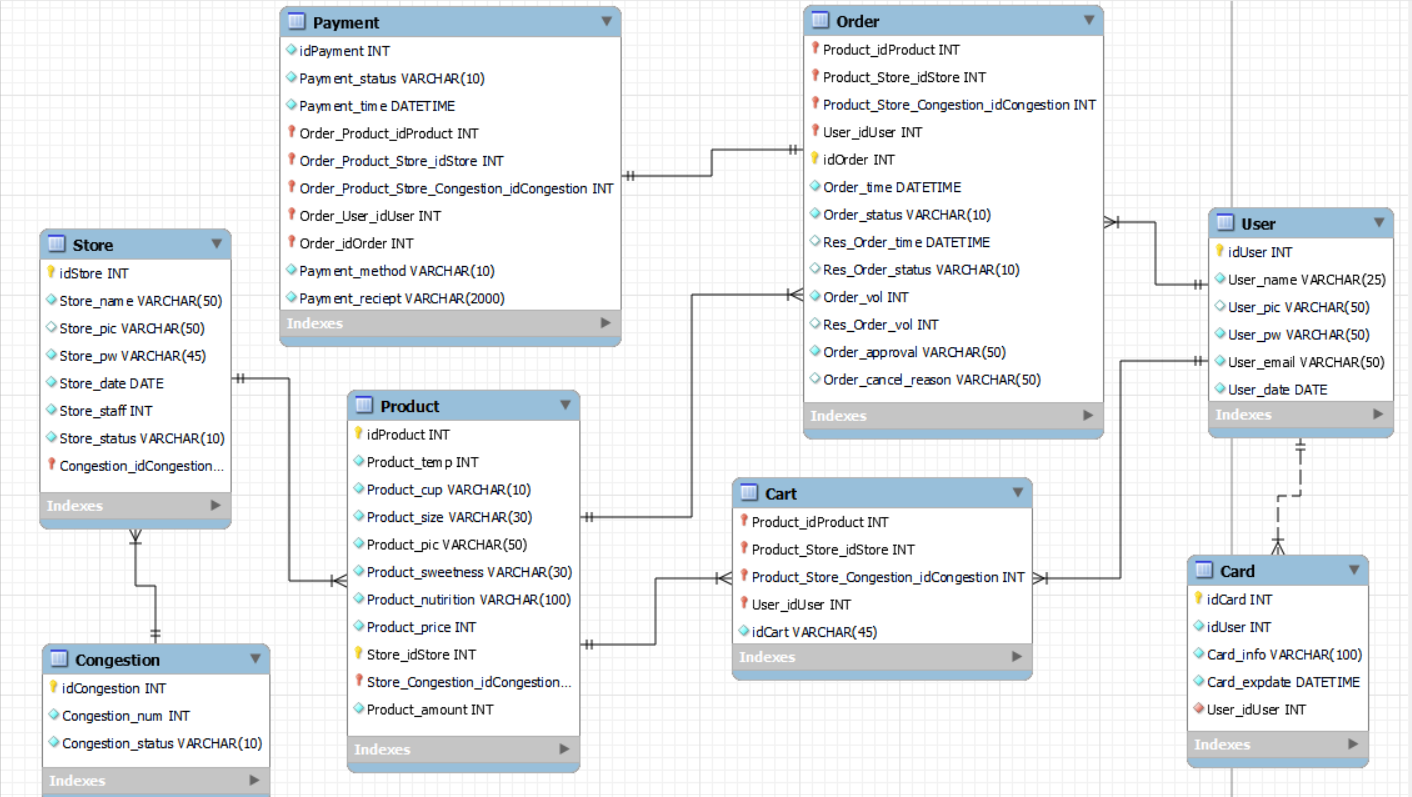 Payment
idPayment INT
Payment_status VARCHAR(10)
Payment_time DATETIME
Order_Product_idProduct INT
Order_Product_Store_idStore INT
Order_Product_Store_Congestion_idCongestion INT
Order_User_idUser INT
Order_idOrder INT
Payment_method VARCHAR(10)
Payment_reciept VARCHAR(2000)
Indexes
Order
Product_idProduct INT
Product_Store_idStore INT
Product_Store_Congestion_idCongestion INT
User_idUser INT
idOrder INT
Order_time DATETIME
Order_status VARCHAR(10)
Res_Order_time DATETIME
Res_Order_status VARCHAR(10)
Order_vol INT
Res_Order_vol INT
Order_approval VARCHAR(50)
Order_cancel_reason VARCHAR(50)
Indexes
User
idUser INT
User_name VARCHAR(25)
User_pic VARCHAR(50)
User_pw VARCHAR(50)
User_email VARCHAR(50)
User_date DATE
Indexes
Store
idStore INT
Store_name VARCHAR(50)
Store_pic VARCHAR(50)
Store_pw VARCHAR(45)
Store_date DATE
Store_staff INT
Store_status VARCHAR(10)
Congestion_idCongestion...
Indexes
Product
idProduct INT
Product_temp INT
Product_cup VARCHAR(10)
Product_size VARCHAR(30)
Product_pic VARCHAR(50)
Product_sweetness VARCHAR(30)
Product_nutirition VARCHAR(100)
Product_price INT
Store_idStore INT
Store_Congestion_idCongestion...
Product_amount INT
Indexes
Cart
Product_idProduct INT
Product_Store_idStore INT
Product_Store_Congestion_idCongestion INT
User_idUser INT
idCart VARCHAR(45)
Indexes
Card
idCard INT
idUser INT
Card_info VARCHAR(100)
Card_expdate DATETIME
User_idUser INT
Indexes
Congestion
idCongestion INT
Congestion_num INT
Congestion_status VARCHAR(10)
Indexes